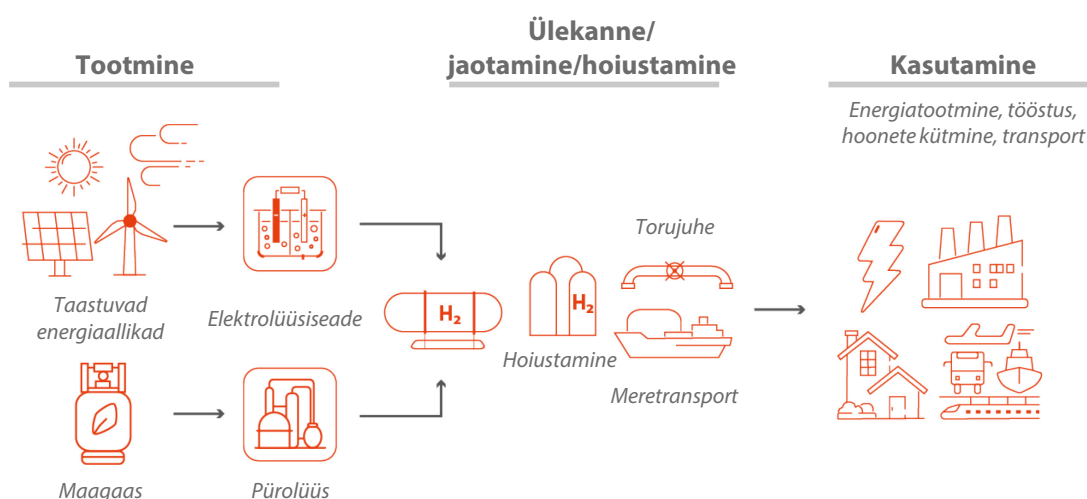 Tootmine
Ülekanne/
jaotamine/hoiustamine
Kasutamine
Energiatootmine, tööstus,
hoonete kütmine, transport
Taastuvad
energiaallikad
Elektrolüüsiseade
H₂
H₂
Hoiustamine
Torujuhe
Meretransport
Maagaas
Pürolüüs